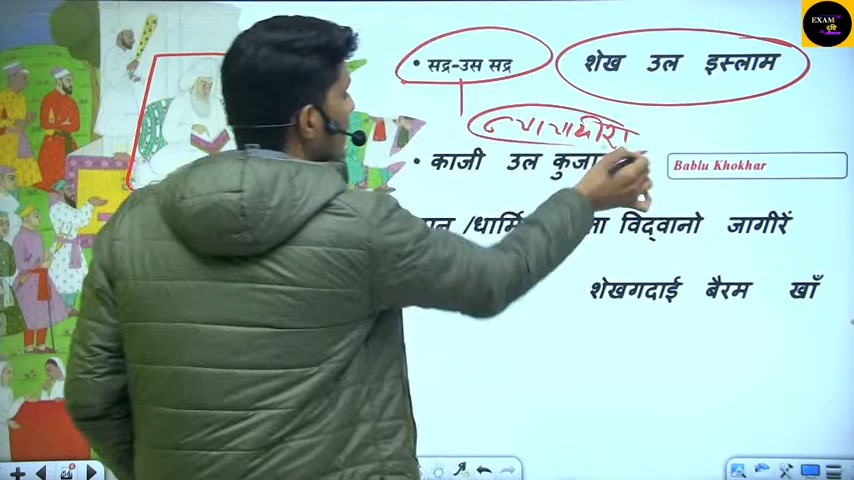 EXAM
दृष्टि
• सद्र-उस सद्र
शेख उल इस्लाम
न्यायाधीश
• काजी उल
Bablu Khokhar
विद्वानो जागीरें
शेखगदाई बैरम खाँ